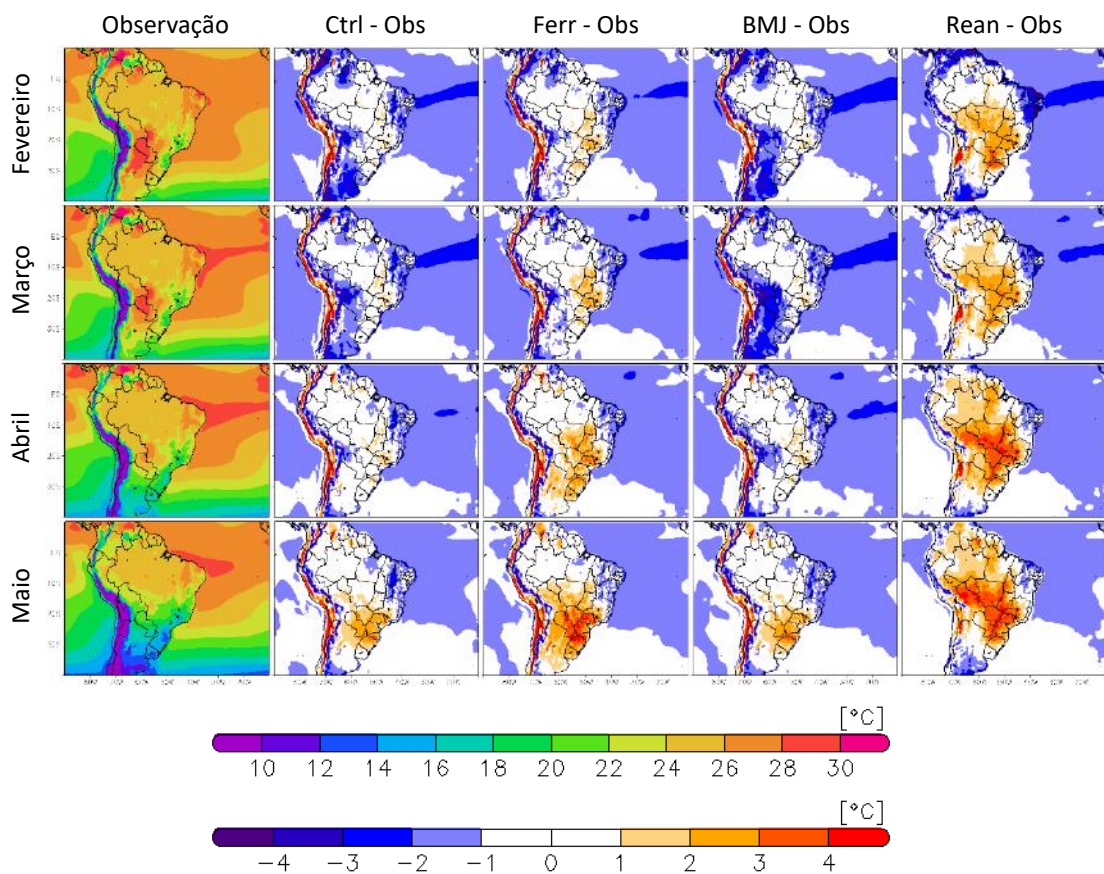 Observação Ctrl - Obs Ferr - Obs BMJ - Obs Rean - Obs
Fevereiro
Março
Abril
Maio
[°C]
10 12 14 16 18 20 22 24 26 28 30
[°C]
-4 -3 -2 -1 0 1 2 3 4